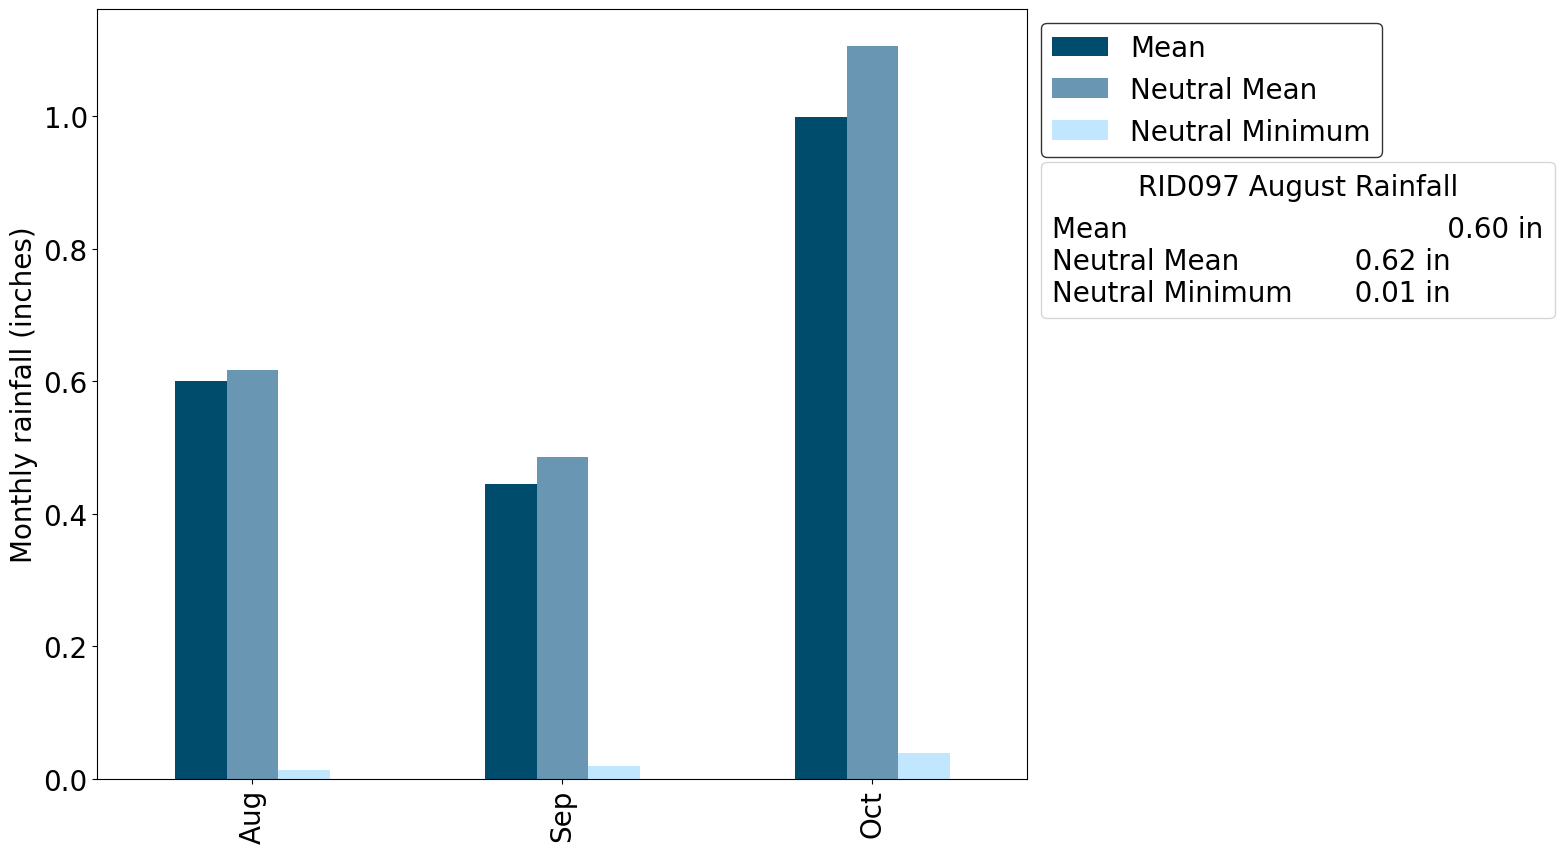 Monthly rainfall (inches)
1.0
0.8
0.6
0.4
0.2
0.0
Aug
Sep
Oct
Mean
Neutral Mean
Neutral Minimum
RID097 August Rainfall
Mean 0.60 in
Neutral Mean 0.62 in
Neutral Minimum 0.01 in